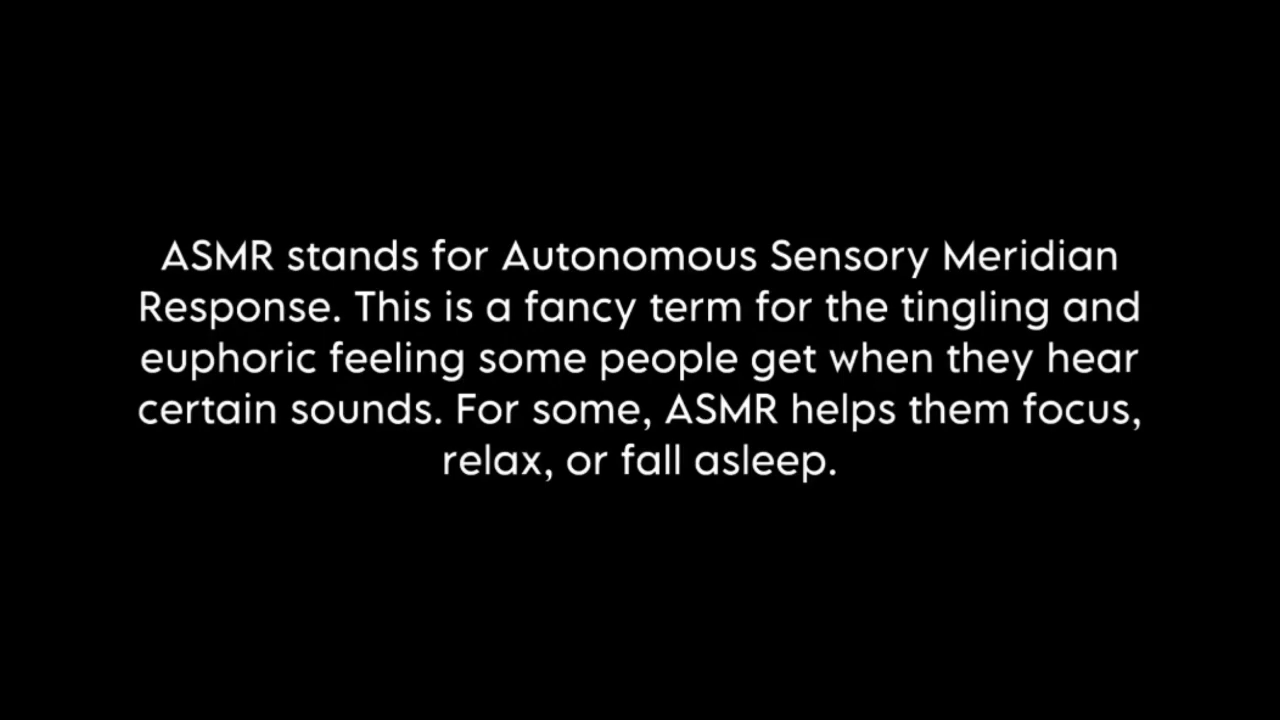 ASMR stands for Autonomous Sensory Meridian
Response. This is a fancy term for the tingling and
euphoric feeling some people get when they hear
certain sounds. For some, ASMR helps them focus,
relax, or fall asleep.